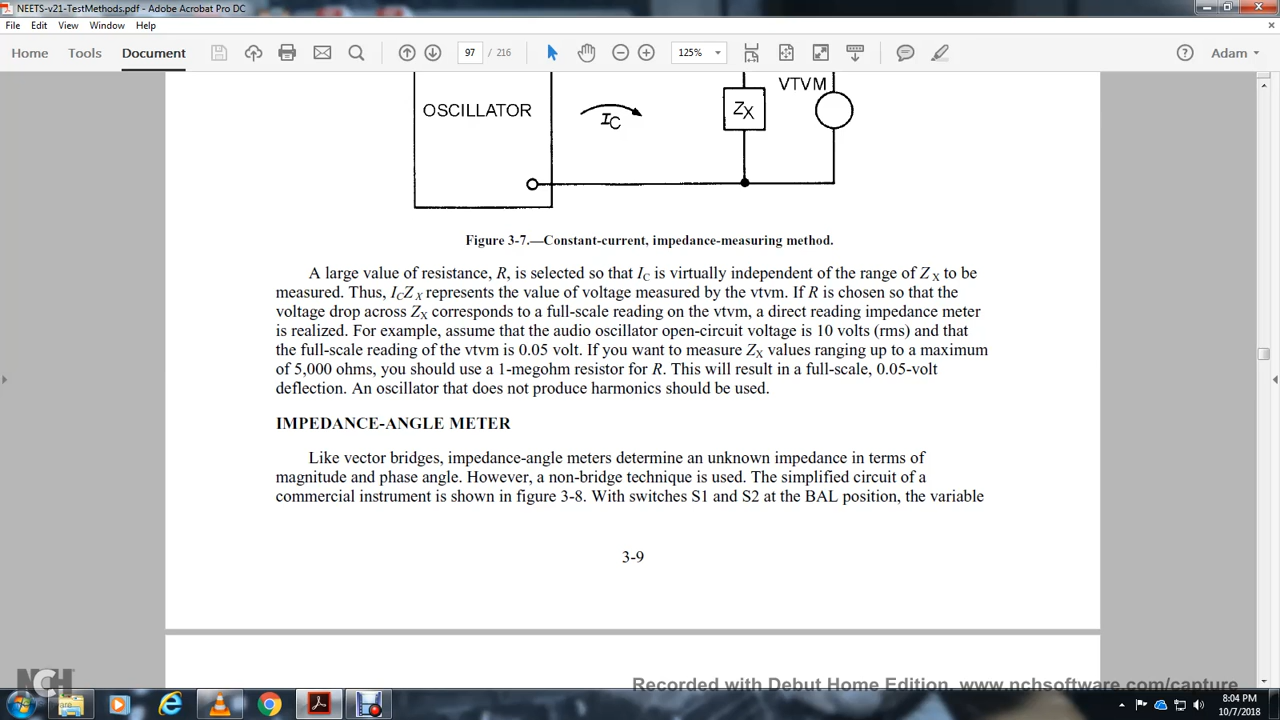 NEETS-v21-TestMethods.pdf - Adobe Acrobat Pro DC
File Edit View Window Help
Home Tools Document 97 / 216 125% Adam
VTVM
OSCILLATOR
IC
ZX
Figure 3-7.—Constant-current, impedance-measuring method.
A large value of resistance, R, is selected so that IC is virtually independent of the range of Z X to be
measured. Thus, ICZX represents the value of voltage measured by the vtvm. If R is chosen so that the
voltage drop across ZX corresponds to a full-scale reading on the vtvm, a direct reading impedance meter
is realized. For example, assume that the audio oscillator open-circuit voltage is 10 volts (rms) and that
the full-scale reading of the vtvm is 0.05 volt. If you want to measure ZX values ranging up to a maximum
of 5,000 ohms, you should use a 1-megohm resistor for R. This will result in a full-scale, 0.05-volt
deflection. An oscillator that does not produce harmonics should be used.
IMPEDANCE-ANGLE METER
Like vector bridges, impedance-angle meters determine an unknown impedance in terms of
magnitude and phase angle. However, a non-bridge technique is used. The simplified circuit of a
commercial instrument is shown in figure 3-8. With switches S1 and S2 at the BAL position, the variable
3-9
NCH
Recorded with Debut Home Edition. www.nchsoftware.com/capture
8:04 PM
10/7/2018